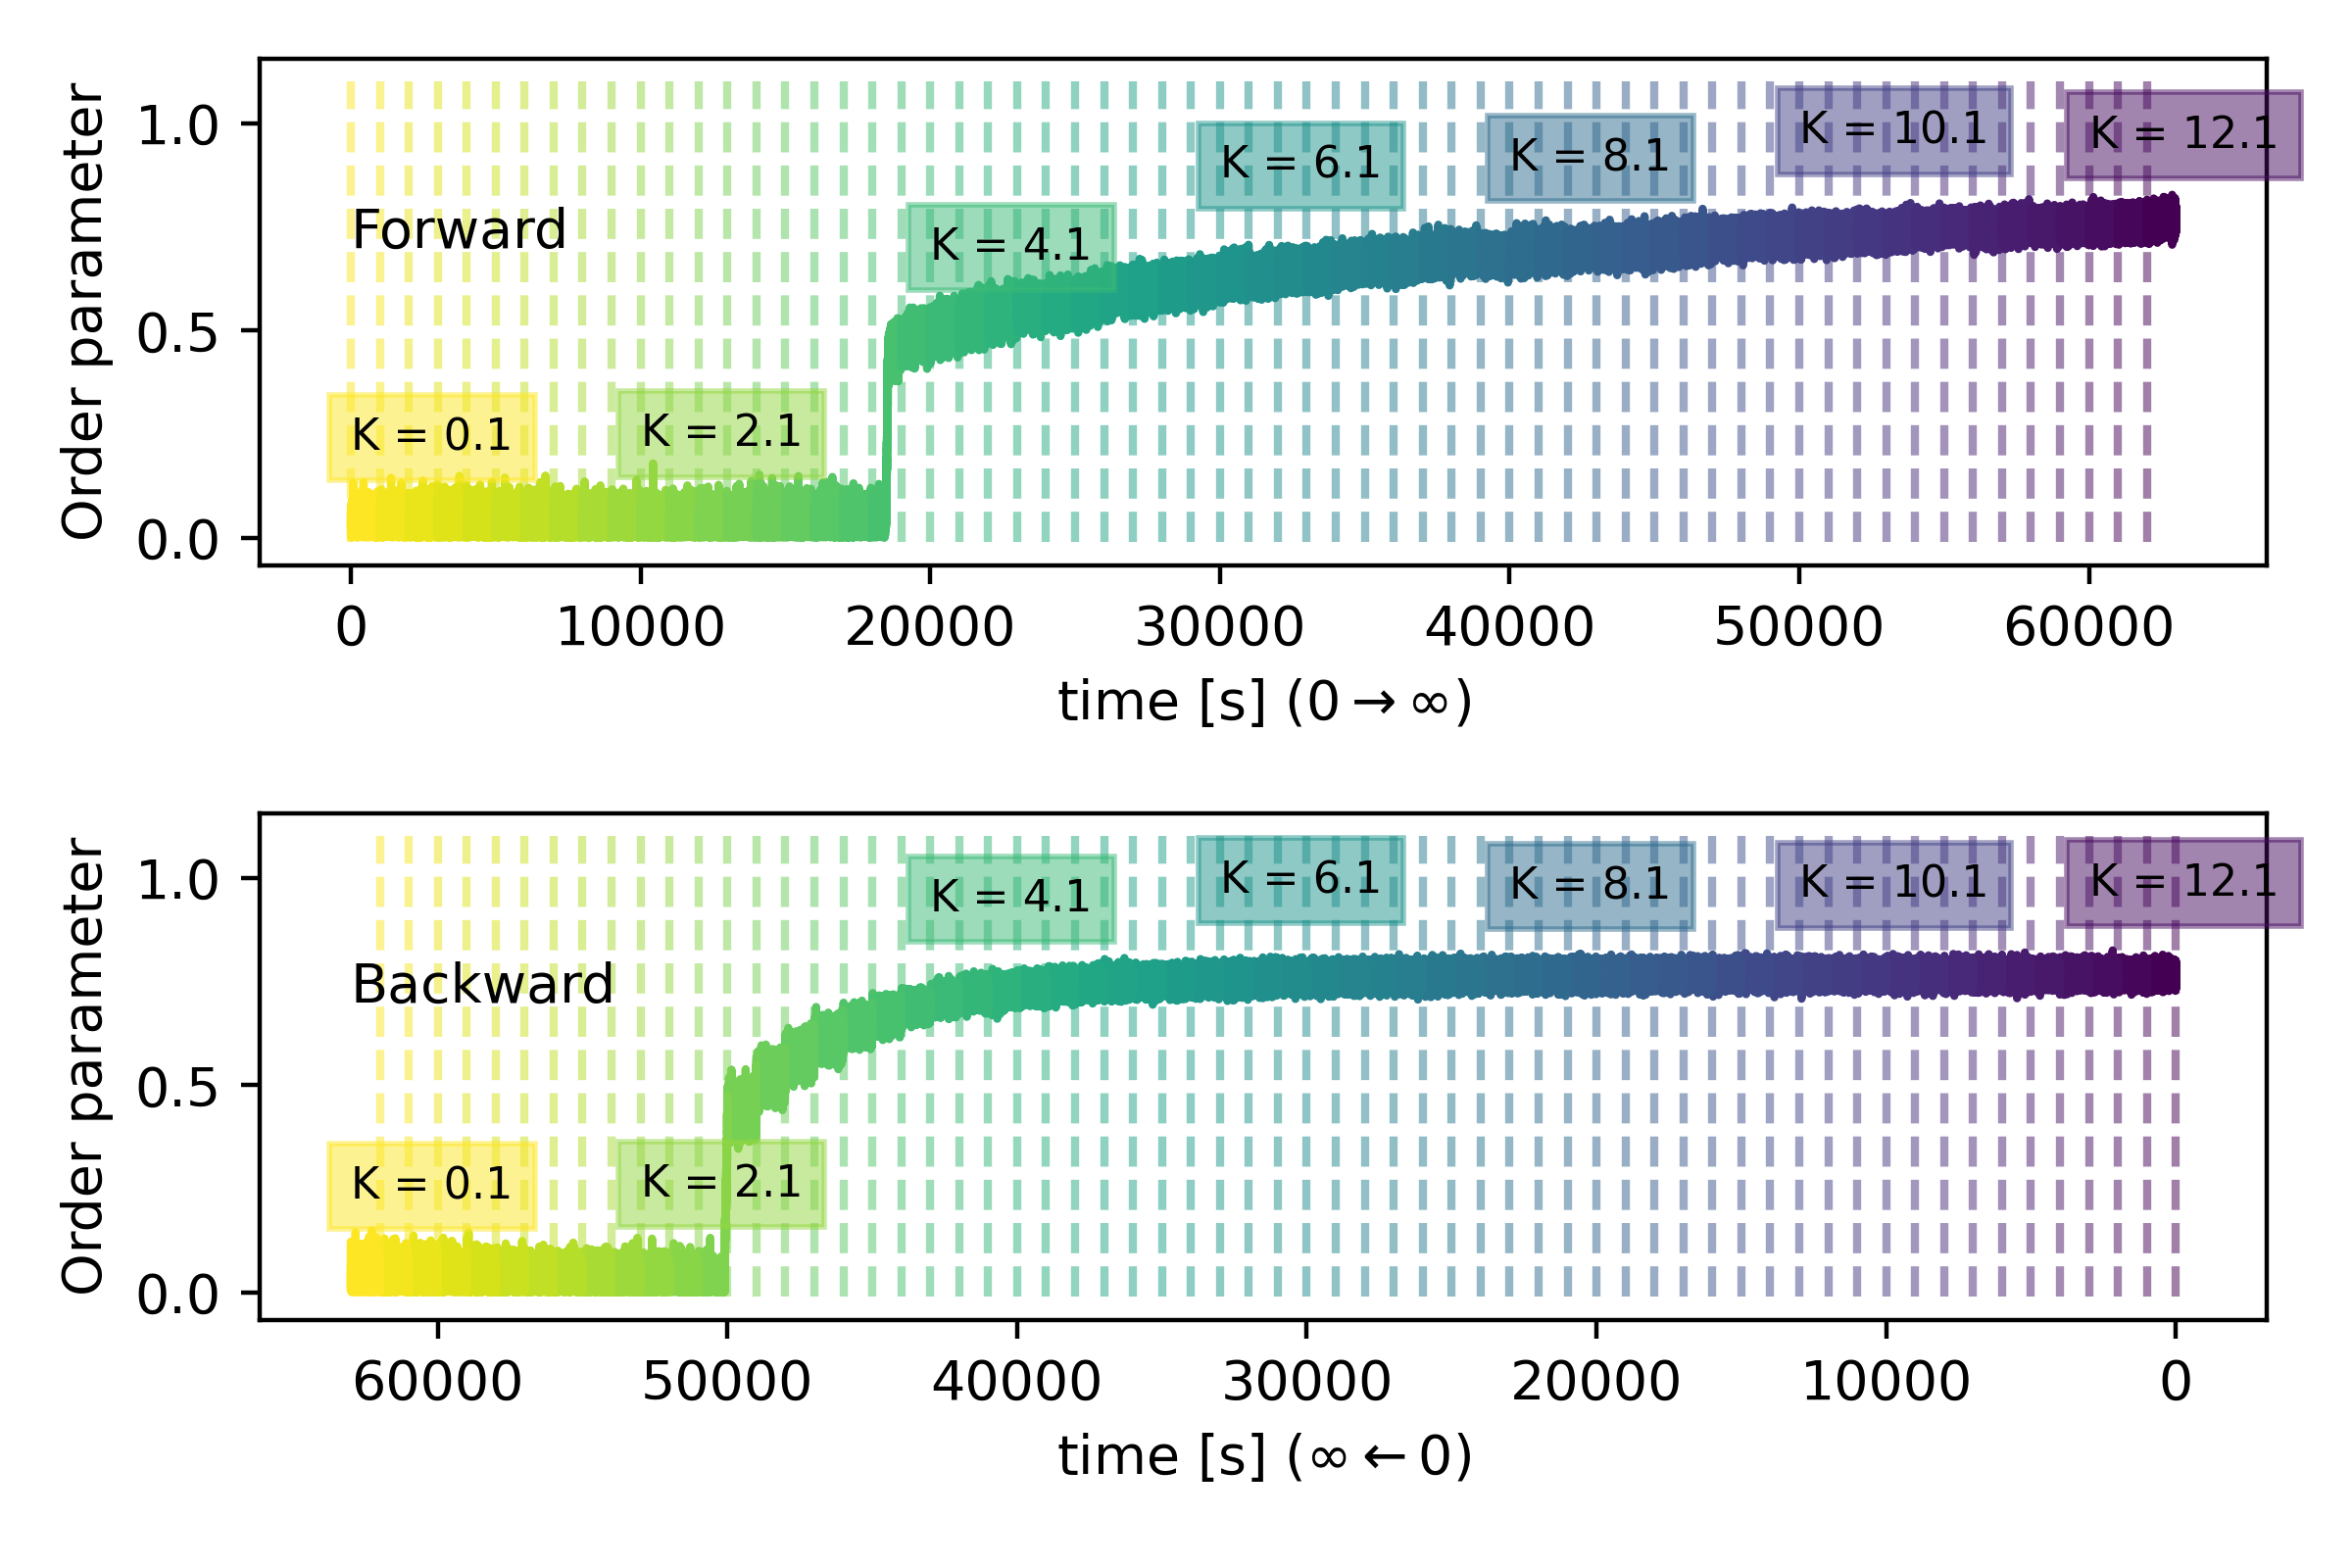 Order parameter
1.0
0.5
0.0
Forward
K = 0.1
K = 2.1
K = 4.1
K = 6.1
K = 8.1
K = 10.1
K = 12.1
0 10000 20000 30000 40000 50000 60000
time [s] (0 → ∞)
Order parameter
1.0
0.5
0.0
Backward
K = 0.1
K = 2.1
K = 4.1
K = 6.1
K = 8.1
K = 10.1
K = 12.1
60000 50000 40000 30000 20000 10000 0
time [s] (∞ ← 0)